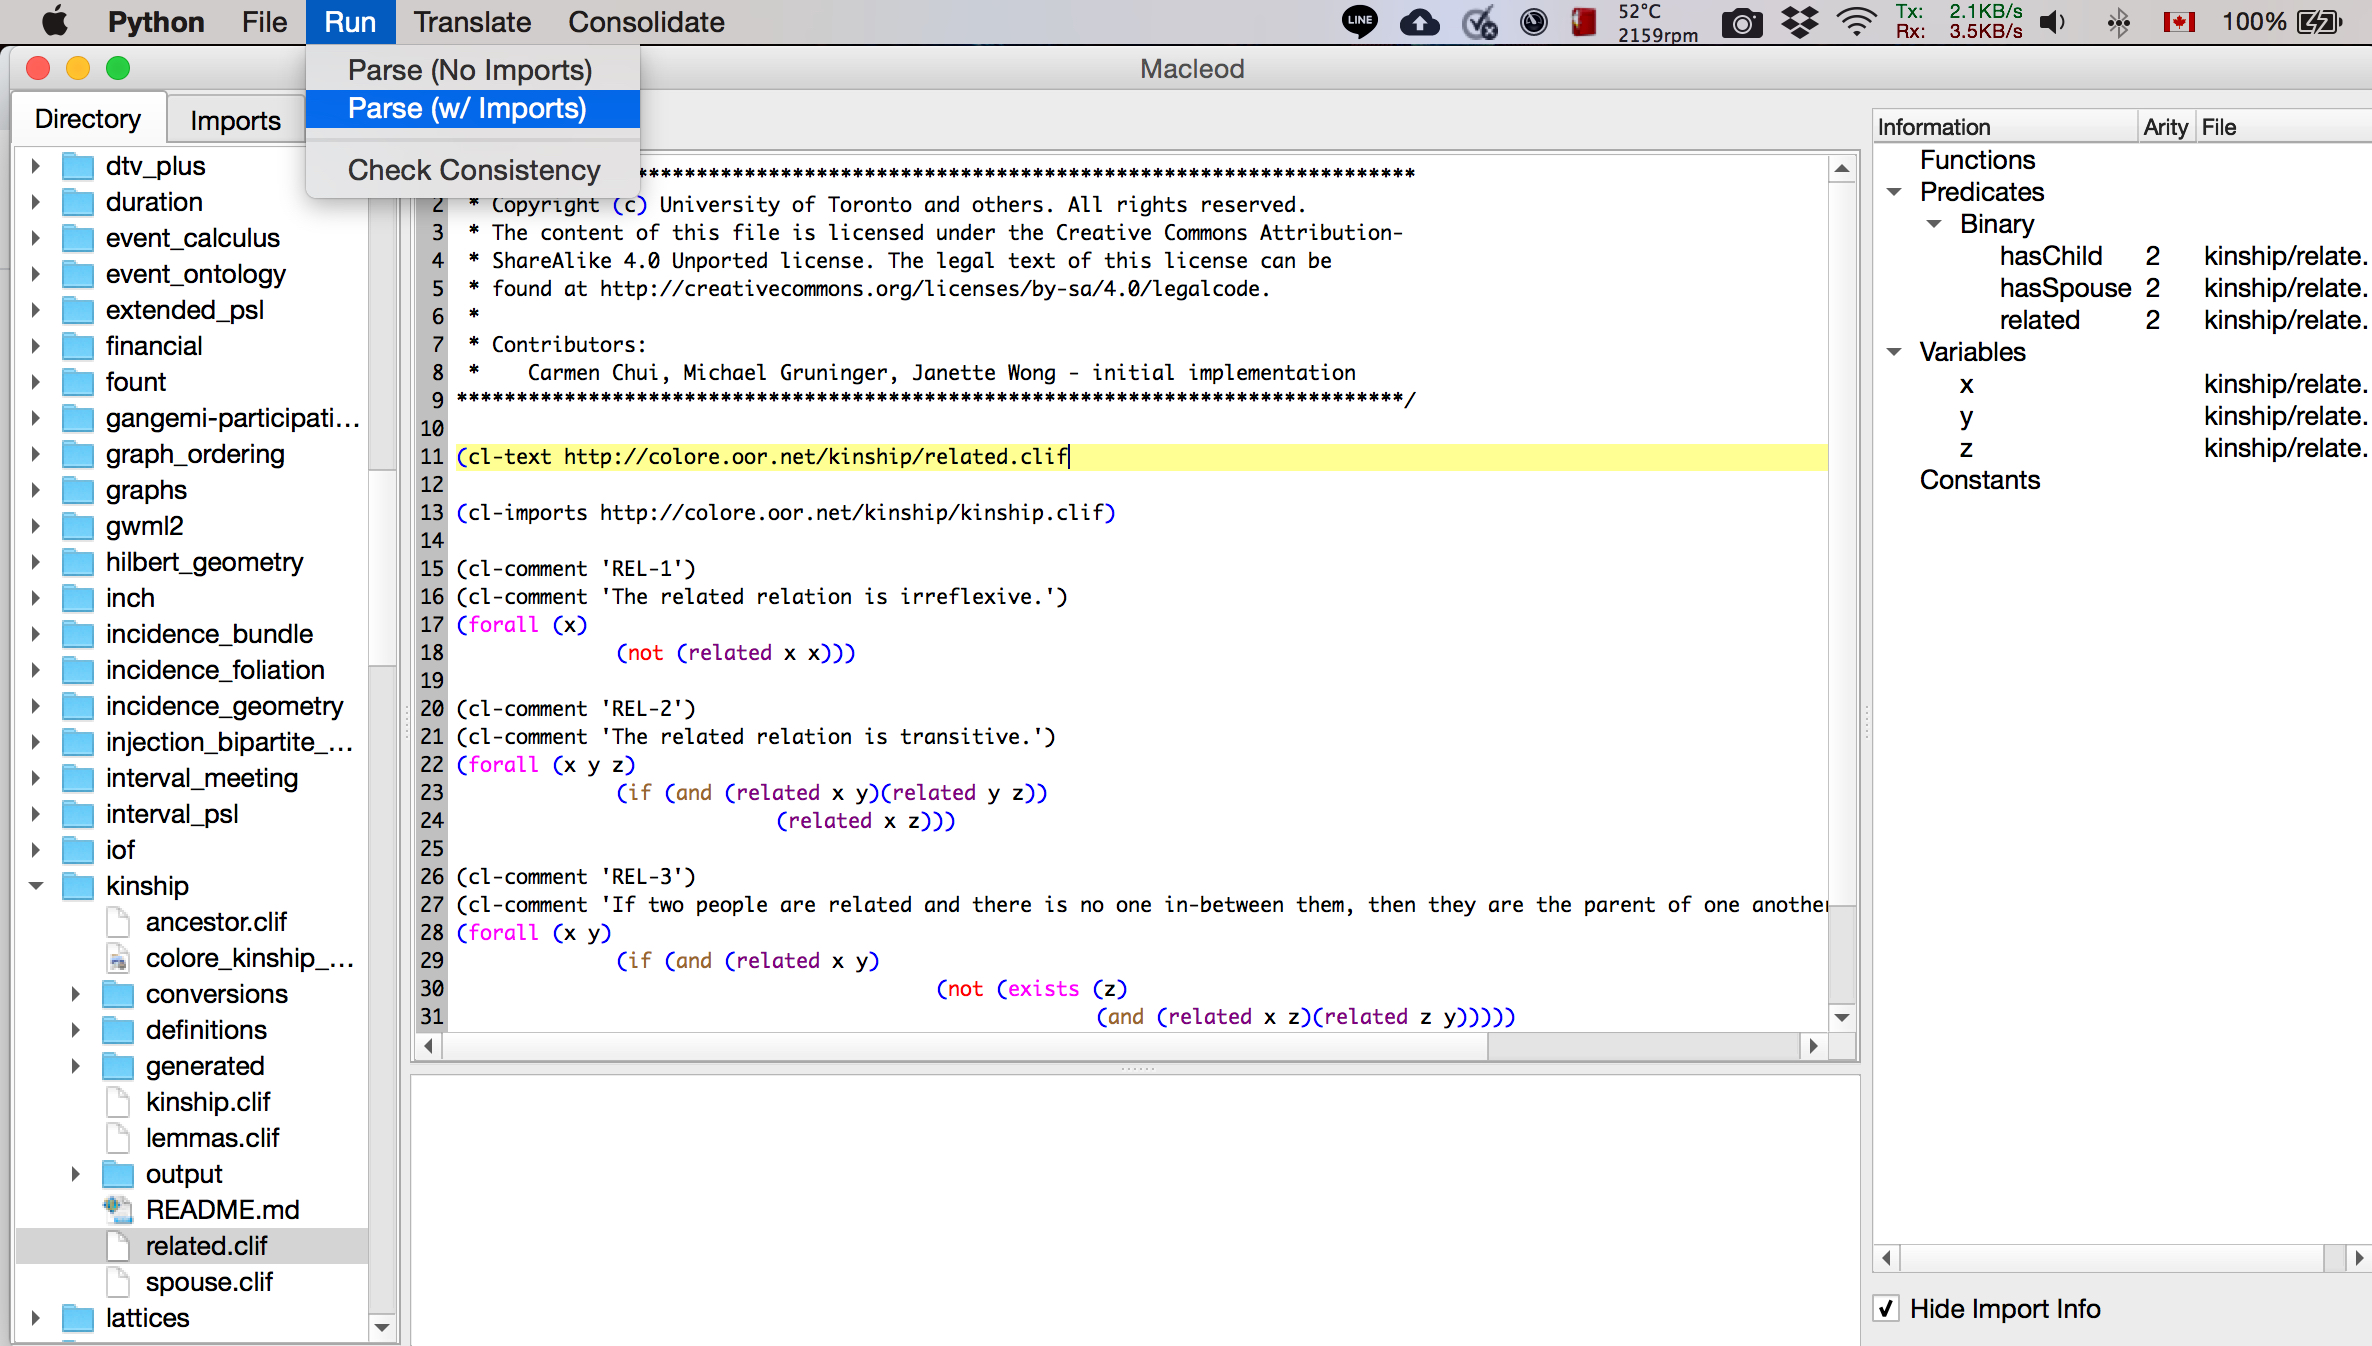 Python File Run Translate Consolidate
LINE 52°C 2159rpm Tx: 2.1KB/s Rx: 3.5KB/s 100%
Macleod
Parse (No Imports)
Parse (w/ Imports)
Check Consistency
Directory Imports
dtv_plus
duration
event_calculus
event_ontology
extended_psl
financial
fount
gangemi-participati...
graph_ordering
graphs
gwml2
hilbert_geometry
inch
incidence_bundle
incidence_foliation
incidence_geometry
injection_bipartite_...
interval_meeting
interval_psl
iof
kinship
ancestor.clif
colore_kinship_...
conversions
definitions
generated
kinship.clif
lemmas.clif
output
README.md
related.clif
spouse.clif
lattices
****************************************************************
2 * Copyright (c) University of Toronto and others. All rights reserved.
3 * The content of this file is licensed under the Creative Commons Attribution-
4 * ShareAlike 4.0 Unported license. The legal text of this license can be
5 * found at http://creativecommons.org/licenses/by-sa/4.0/legalcode.
6 *
7 * Contributors:
8 *    Carmen Chui, Michael Gruninger, Janette Wong - initial implementation
9 *******************************************************************************/
10
11 (cl-text http://colore.oor.net/kinship/related.clif
12
13 (cl-imports http://colore.oor.net/kinship/kinship.clif)
14
15 (cl-comment 'REL-1')
16 (cl-comment 'The related relation is irreflexive.')
17 (forall (x)
18 (not (related x x)))
19
20 (cl-comment 'REL-2')
21 (cl-comment 'The related relation is transitive.')
22 (forall (x y z)
23 (if (and (related x y)(related y z))
24 (related x z)))
25
26 (cl-comment 'REL-3')
27 (cl-comment 'If two people are related and there is no one in-between them, then they are the parent of one another
28 (forall (x y)
29 (if (and (related x y)
30 (not (exists (z)
31 (and (related x z)(related z y)))))
Information Arity File
Functions
Predicates
Binary
hasChild 2 kinship/relate.
hasSpouse 2 kinship/relate.
related 2 kinship/relate.
Variables
x kinship/relate.
y kinship/relate.
z kinship/relate.
Constants
Hide Import Info